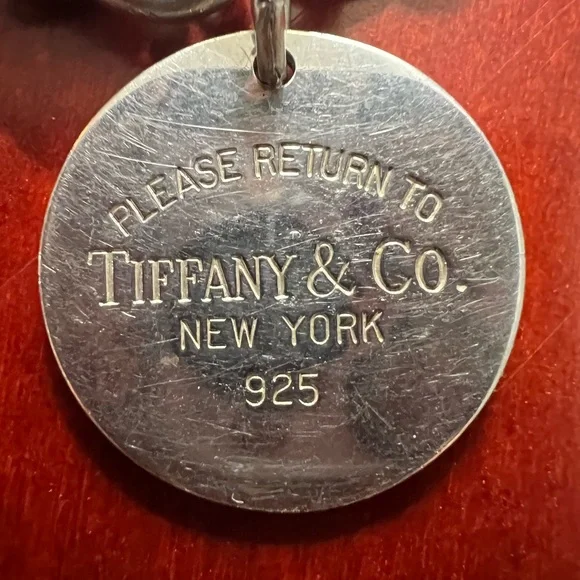 PLEASE RETURN TO
TIFFANY & CO.
NEW YORK
925